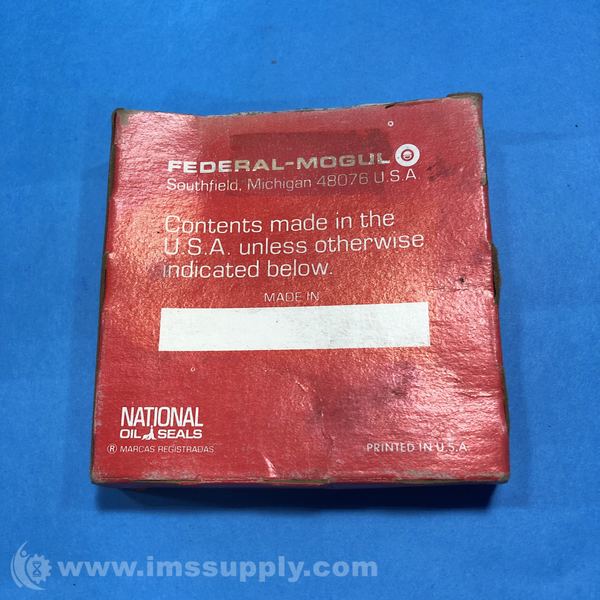 FEDERAL-MOGUL
Southfield, Michigan 48076 U.S.A.
Contents made in the
U.S.A. unless otherwise
indicated below.
MADE IN
NATIONAL
OIL SEALS
® MARCAS REGISTRADAS
PRINTED IN U.S.A.
www.imssupply.com